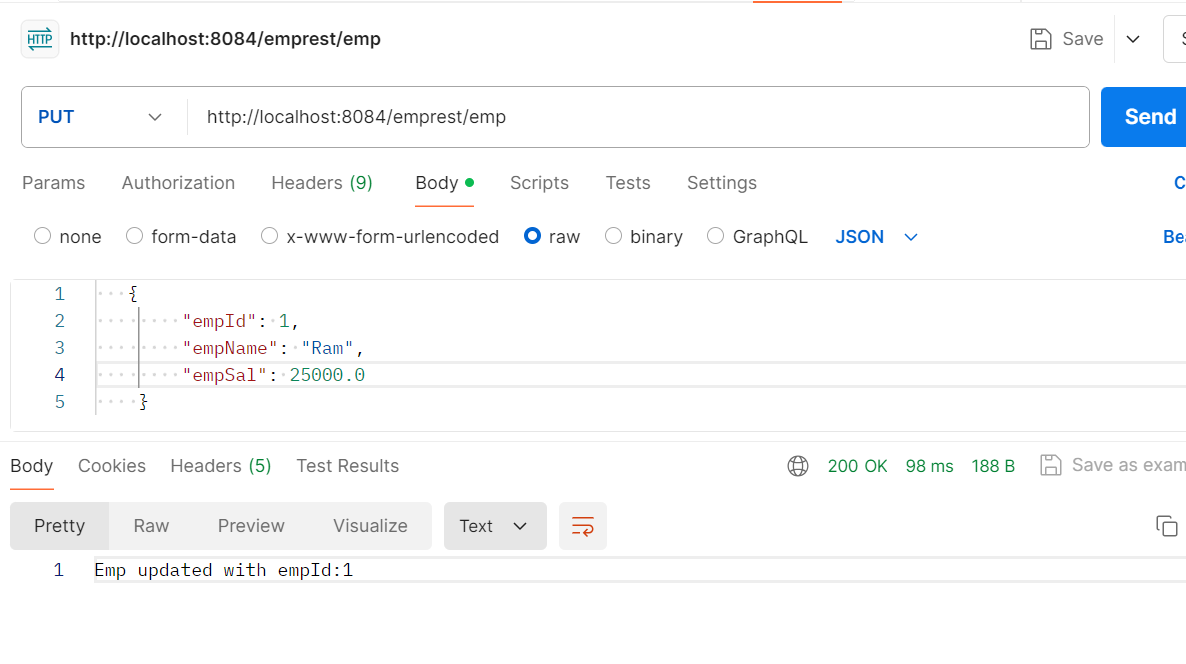 HTTP http://localhost:8084/emprest/emp Save
PUT http://localhost:8084/emprest/emp Send
Params Authorization Headers (9) Body Scripts Tests Settings
none form-data x-www-form-urlencoded raw binary GraphQL JSON
1 {
2 "empId": 1,
3 "empName": "Ram",
4 "empSal": 25000.0
5 }
Body Cookies Headers (5) Test Results 200 OK 98 ms 188 B Save as exam
Pretty Raw Preview Visualize Text
1 Emp updated with empId:1